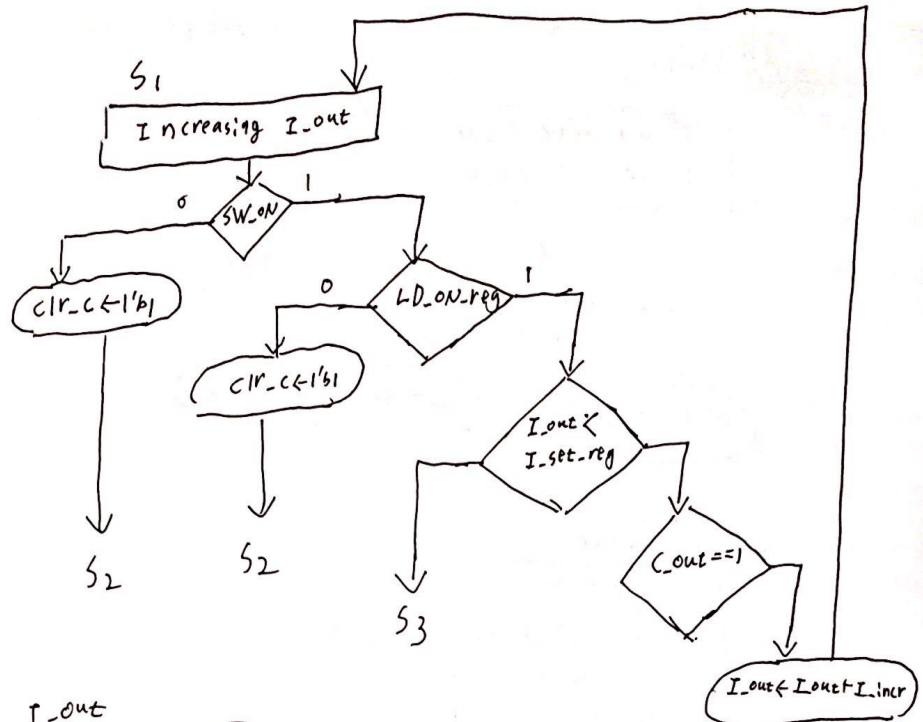 S1
Increasing I_out
0
SW_ON
1
clr_c←1'b1
0
LD_ON_reg
1
clr_c←1'b1
I_out <
I_set_reg
C_out==1
S2
S2
S3
I_out←I_out+I_incr
I_out